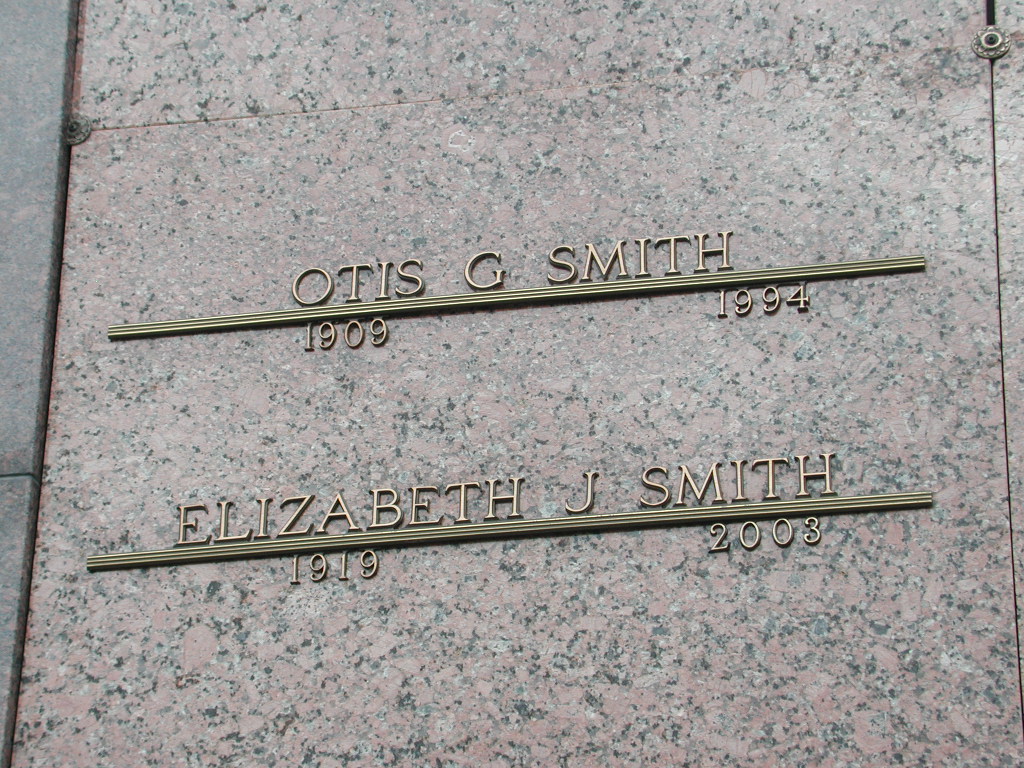 OTIS G SMITH
1909 1994
ELIZABETH J SMITH
1919 2003